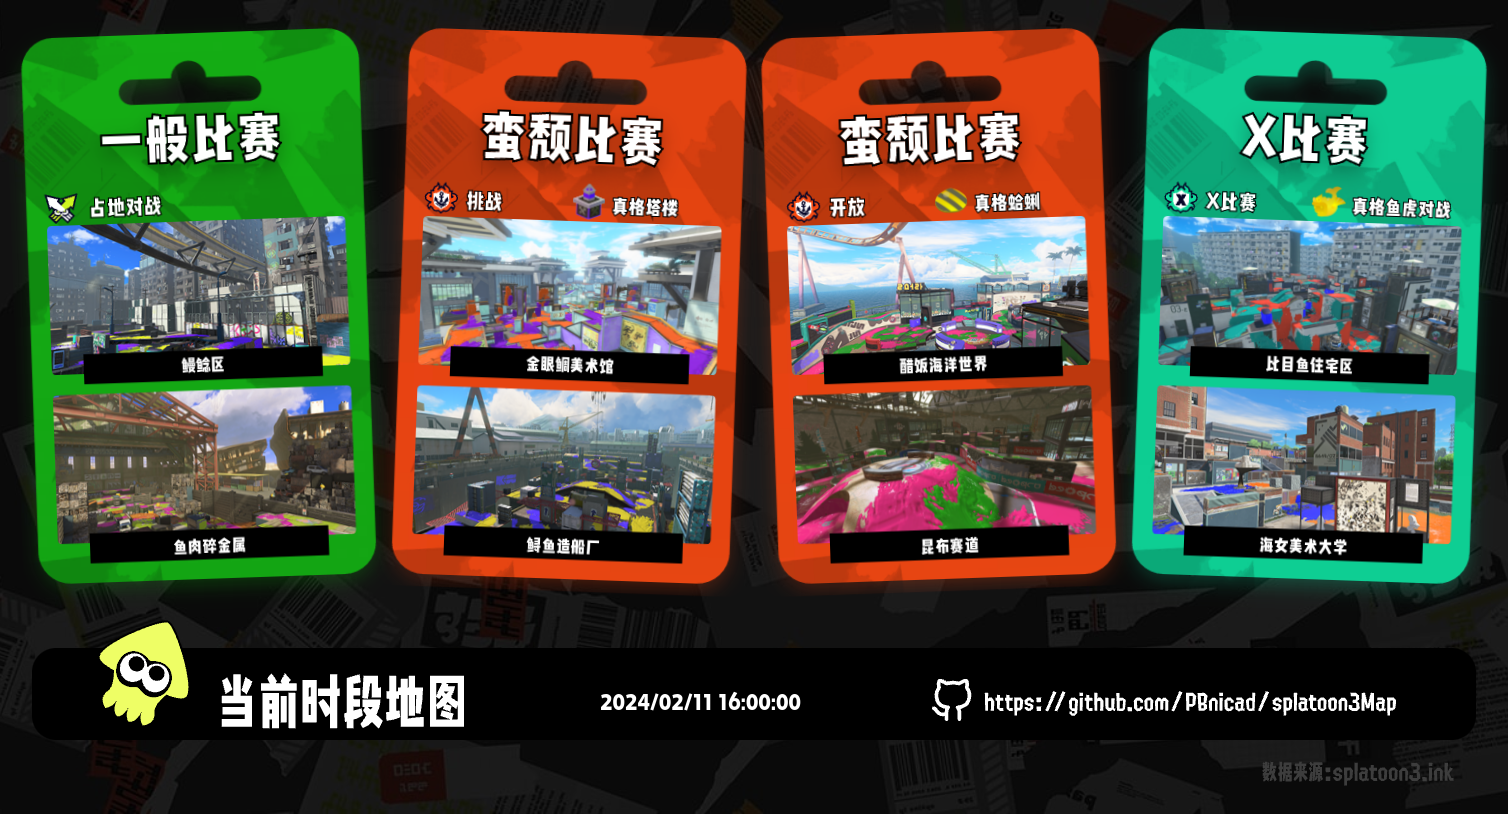 一般比赛
占地对战
鳗鲶区
鱼肉碎金属
蛮颓比赛
挑战
真格塔楼
金眼鲷美术馆
鲟鱼造船厂
蛮颓比赛
开放
真格蛤蜊
醋饭海洋世界
昆布赛道
X比赛
X比赛
真格鱼虎对战
比目鱼住宅区
海女美术大学
当前时段地图
2024/02/11 16:00:00
https://github.com/PBnicad/splatoon3Map
数据来源:splatoon3.ink